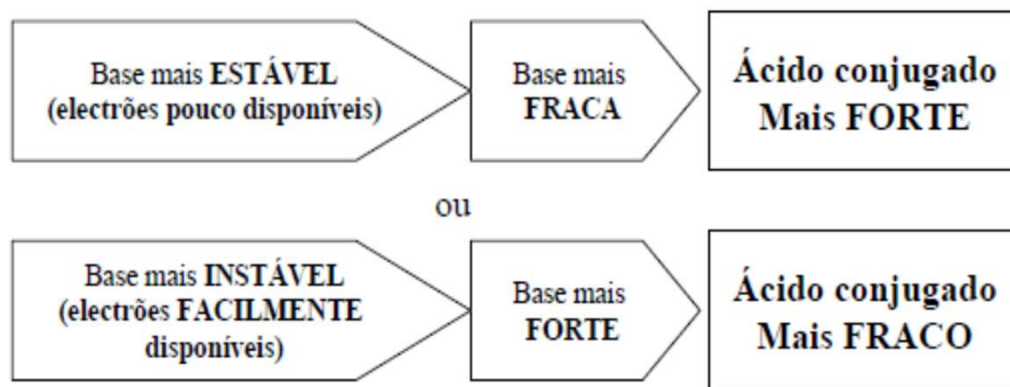 Base mais ESTÁVEL
(electrões pouco disponíveis)
Base mais
FRACA
Ácido conjugado
Mais FORTE
ou
Base mais INSTÁVEL
(electrões FACILMENTE
disponíveis)
Base mais
FORTE
Ácido conjugado
Mais FRACO